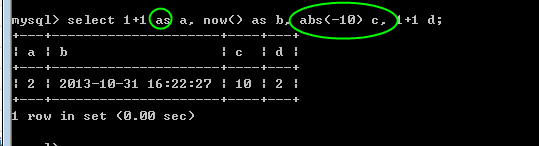 mysql> select 1+1 as a, now() as b, abs(-10) c, 1+1 d;
+---+---------------------+----+---+
| a | b                   | c  | d |
+---+---------------------+----+---+
| 2 | 2013-10-31 16:22:27 | 10 | 2 |
+---+---------------------+----+---+
1 row in set (0.00 sec)